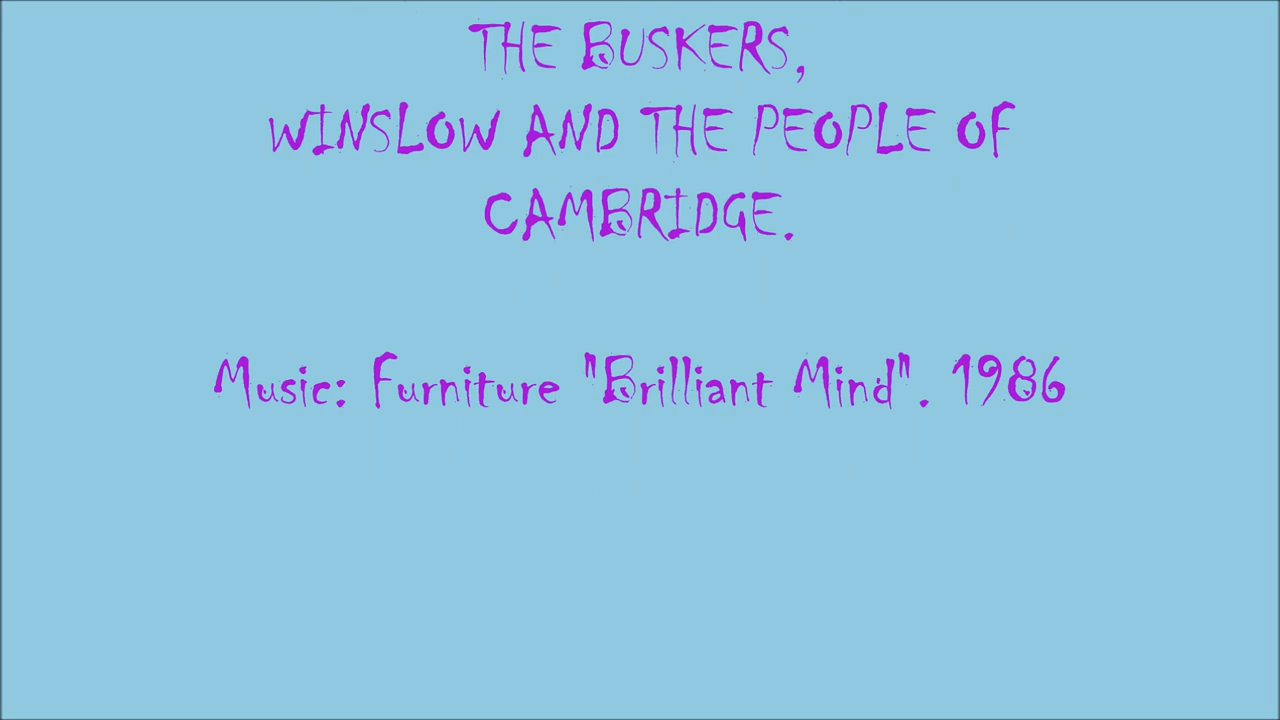 THE BUSKERS,
WINSLOW AND THE PEOPLE OF
CAMBRIDGE.
Music: Furniture "Brilliant Mind". 1986